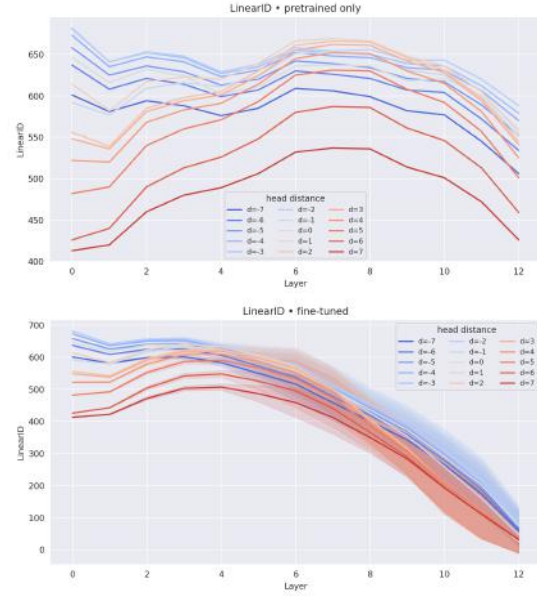 LinearID • pretrained only
LinearID
650
600
550
500
450
400
head distance
d=-7 d=-2 d=3
d=-6 d=-1 d=4
d=-5 d=0 d=5
d=-4 d=1 d=6
d=-3 d=2 d=7
0 2 4 6 8 10 12
Layer
LinearID • fine-tuned
LinearID
700
600
500
400
300
200
100
0
head distance
d=-7 d=-2 d=3
d=-6 d=-1 d=4
d=-5 d=0 d=5
d=-4 d=1 d=6
d=-3 d=2 d=7
0 2 4 6 8 10 12
Layer